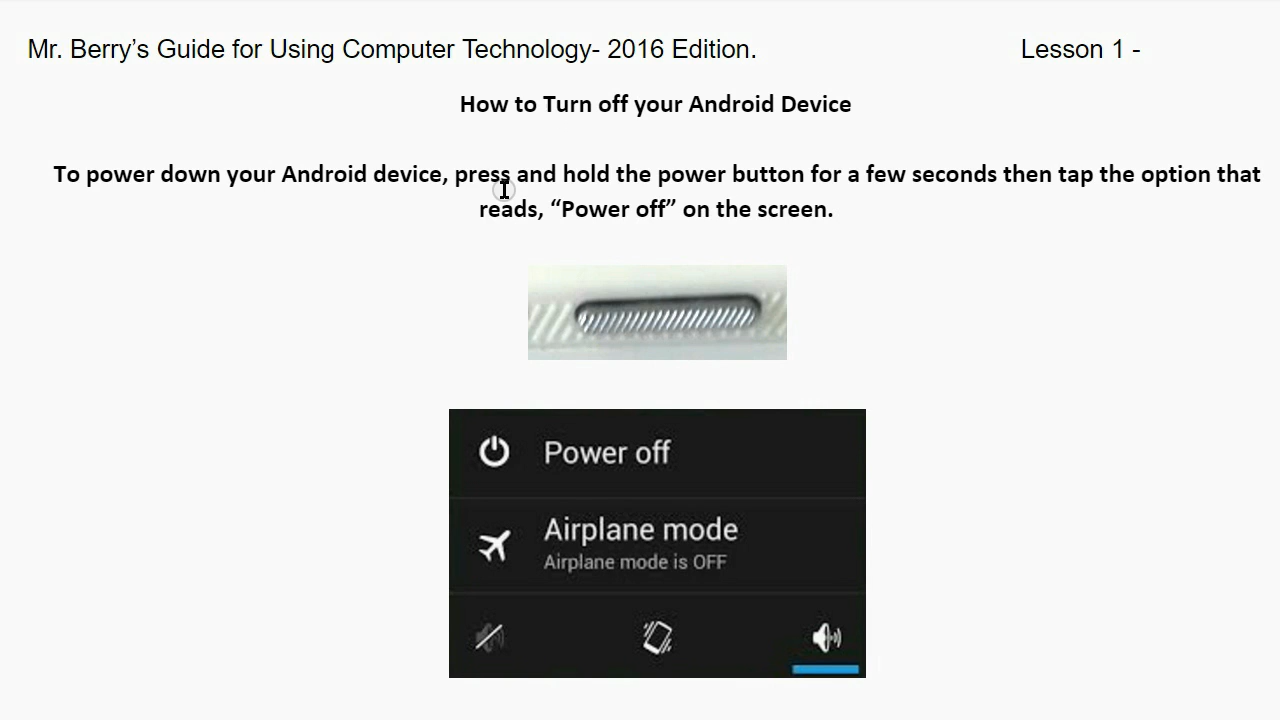 Mr. Berry’s Guide for Using Computer Technology- 2016 Edition. Lesson 1 -
How to Turn off your Android Device
To power down your Android device, press and hold the power button for a few seconds then tap the option that
reads, “Power off” on the screen.
Power off
Airplane mode
Airplane mode is OFF